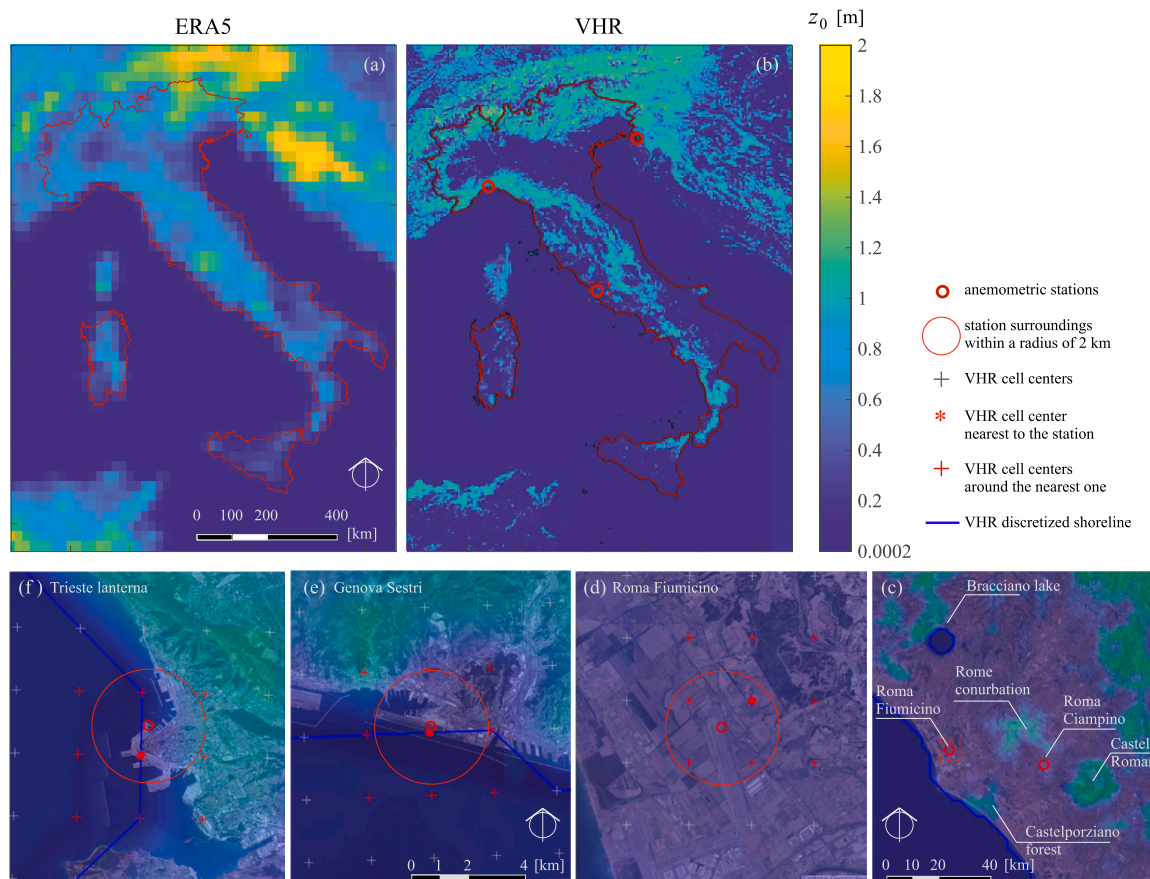 ERA5
VHR
z0 [m]
(a)
(b)
2
1.8
1.6
1.4
1.2
1
0.8
0.6
0.4
0.2
0.0002
0
100
200
400
[km]
anemometric stations
station surroundings
within a radius of 2 km
VHR cell centers
VHR cell center
nearest to the station
VHR cell centers
around the nearest one
VHR discretized shoreline
(f) Trieste lanterna
(e) Genova Sestri
0 1 2 4 [km]
(d) Roma Fiumicino
(c)
Bracciano lake
Rome
conurbation
Roma
Fiumicino
Roma
Ciampino
Castel
Roman
Castelporziano
forest
0 10 20 40 [km]